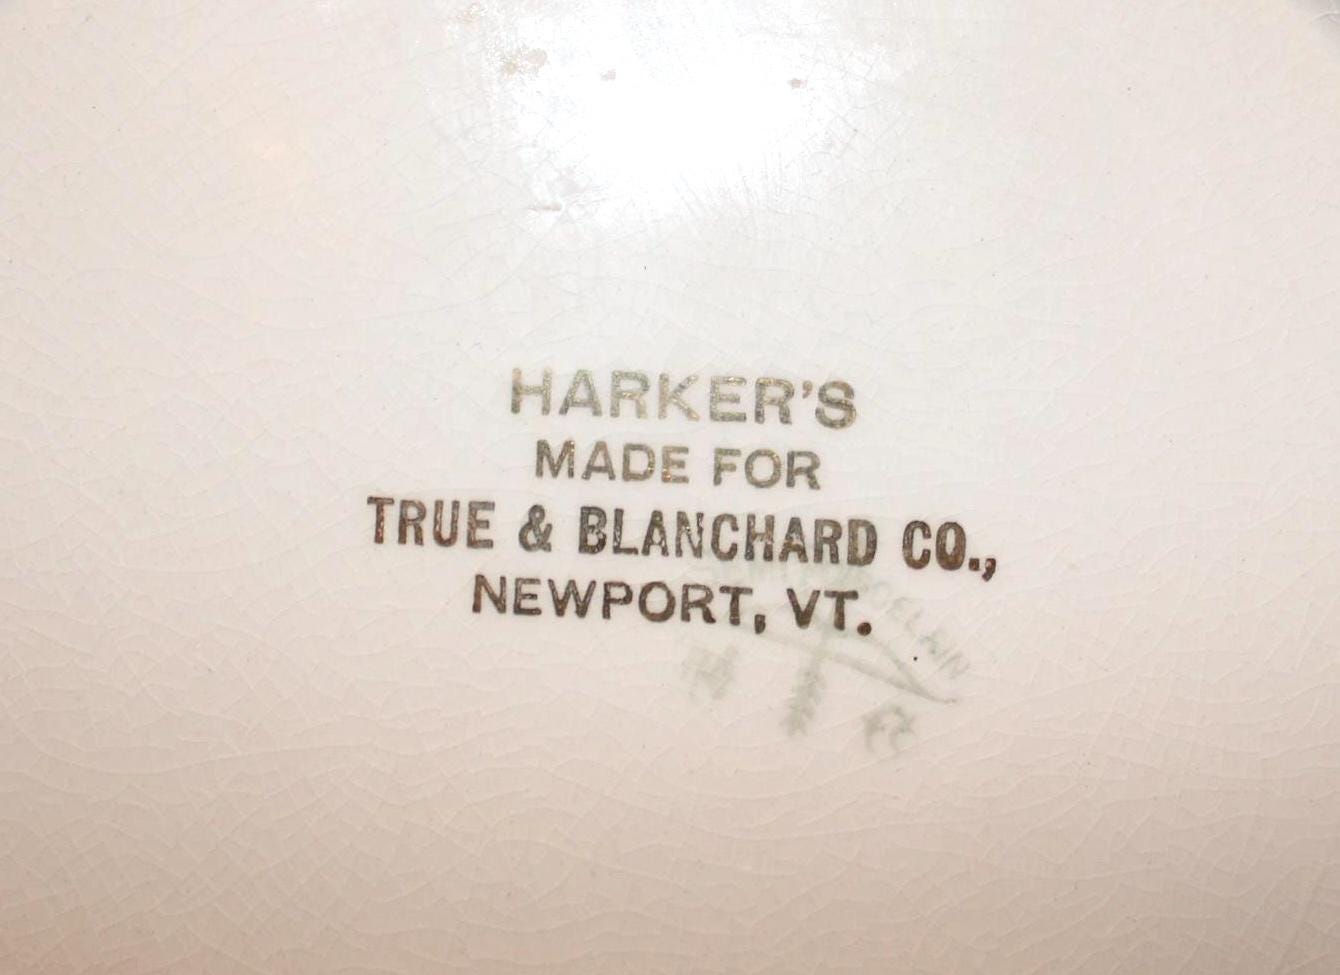 HARKER'S
MADE FOR
TRUE & BLANCHARD CO.,
NEWPORT, VT.